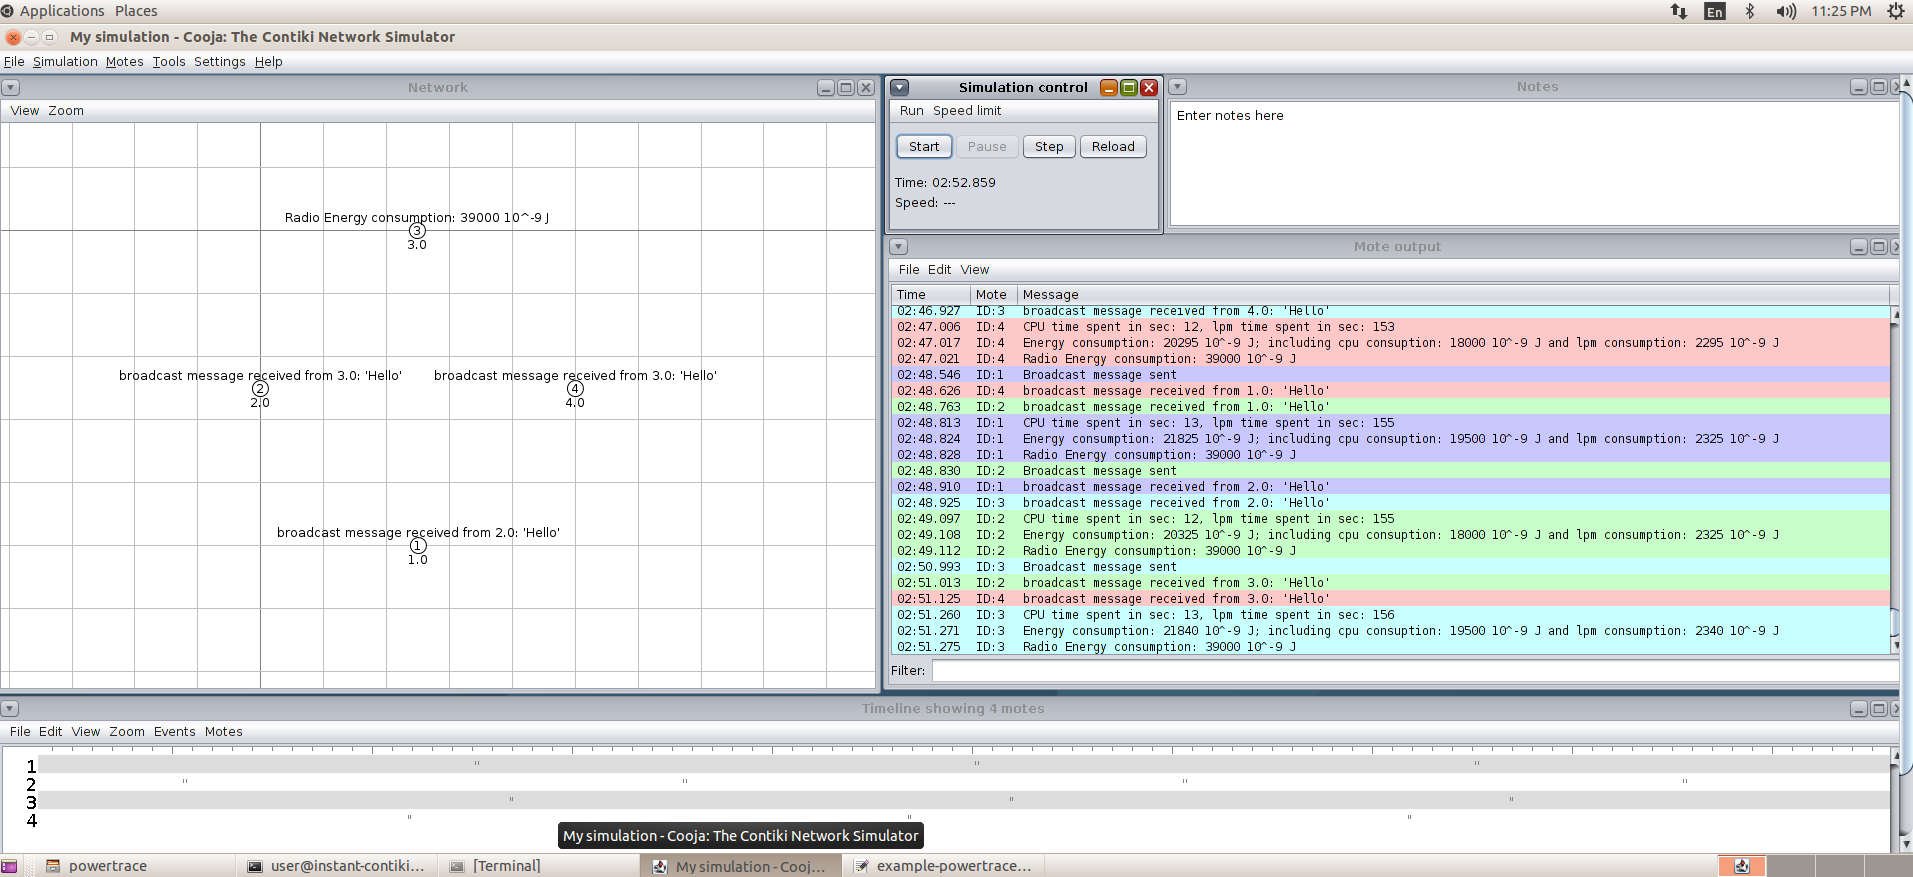 Applications Places
En 11:25 PM
My simulation - Cooja: The Contiki Network Simulator
File Simulation Motes Tools Settings Help
Network
View Zoom
Radio Energy consumption: 39000 10^-9 J
3
3.0
broadcast message received from 3.0: 'Hello'
2
2.0
broadcast message received from 3.0: 'Hello'
4
4.0
broadcast message received from 2.0: 'Hello'
1
1.0
Simulation control
Run Speed limit
Start Pause Step Reload
Time: 02:52.859
Speed: ---
Notes
Enter notes here
Mote output
File Edit View
Time Mote Message
02:46.927 ID:3 broadcast message received from 4.0: 'Hello'
02:47.006 ID:4 CPU time spent in sec: 12, lpm time spent in sec: 153
02:47.017 ID:4 Energy consumption: 20295 10^-9 J; including cpu consuption: 18000 10^-9 J and lpm consumption: 2295 10^-9 J
02:47.021 ID:4 Radio Energy consumption: 39000 10^-9 J
02:48.546 ID:1 Broadcast message sent
02:48.626 ID:4 broadcast message received from 1.0: 'Hello'
02:48.763 ID:2 broadcast message received from 1.0: 'Hello'
02:48.813 ID:1 CPU time spent in sec: 13, lpm time spent in sec: 155
02:48.824 ID:1 Energy consumption: 21825 10^-9 J; including cpu consuption: 19500 10^-9 J and lpm consumption: 2325 10^-9 J
02:48.828 ID:1 Radio Energy consumption: 39000 10^-9 J
02:48.830 ID:2 Broadcast message sent
02:48.910 ID:1 broadcast message received from 2.0: 'Hello'
02:48.925 ID:3 broadcast message received from 2.0: 'Hello'
02:49.097 ID:2 CPU time spent in sec: 12, lpm time spent in sec: 155
02:49.108 ID:2 Energy consumption: 20325 10^-9 J; including cpu consuption: 18000 10^-9 J and lpm consumption: 2325 10^-9 J
02:49.112 ID:2 Radio Energy consumption: 39000 10^-9 J
02:50.993 ID:3 Broadcast message sent
02:51.013 ID:2 broadcast message received from 3.0: 'Hello'
02:51.125 ID:4 broadcast message received from 3.0: 'Hello'
02:51.260 ID:3 CPU time spent in sec: 13, lpm time spent in sec: 156
02:51.271 ID:3 Energy consumption: 21840 10^-9 J; including cpu consuption: 19500 10^-9 J and lpm consumption: 2340 10^-9 J
02:51.275 ID:3 Radio Energy consumption: 39000 10^-9 J
Filter:
Timeline showing 4 motes
File Edit View Zoom Events Motes
1
2
3
4
My simulation - Cooja: The Contiki Network Simulator
powertrace
user@instant-contiki...
[Terminal]
My simulation - Cooj...
example-powertrace...